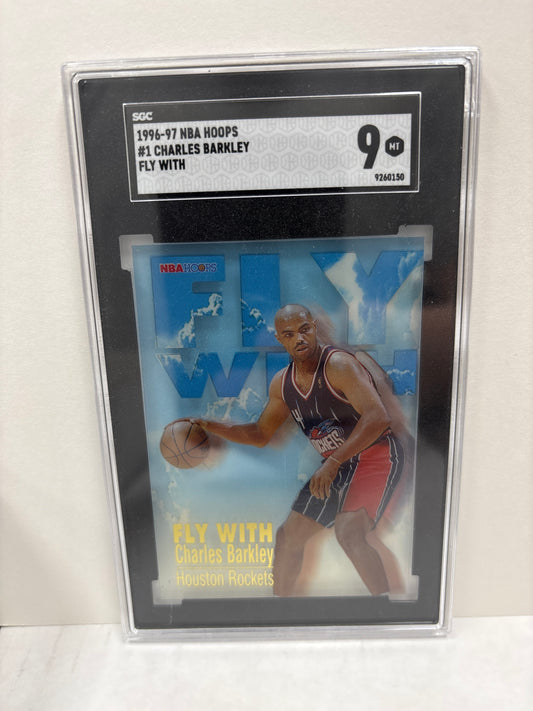 SGC
1996-97 NBA HOOPS
#1 CHARLES BARKLEY
FLY WITH
9 MT
9260150
NBA HOOPS
FLY
WITH
4
ROCKETS
FLY WITH
Charles Barkley
Houston Rockets